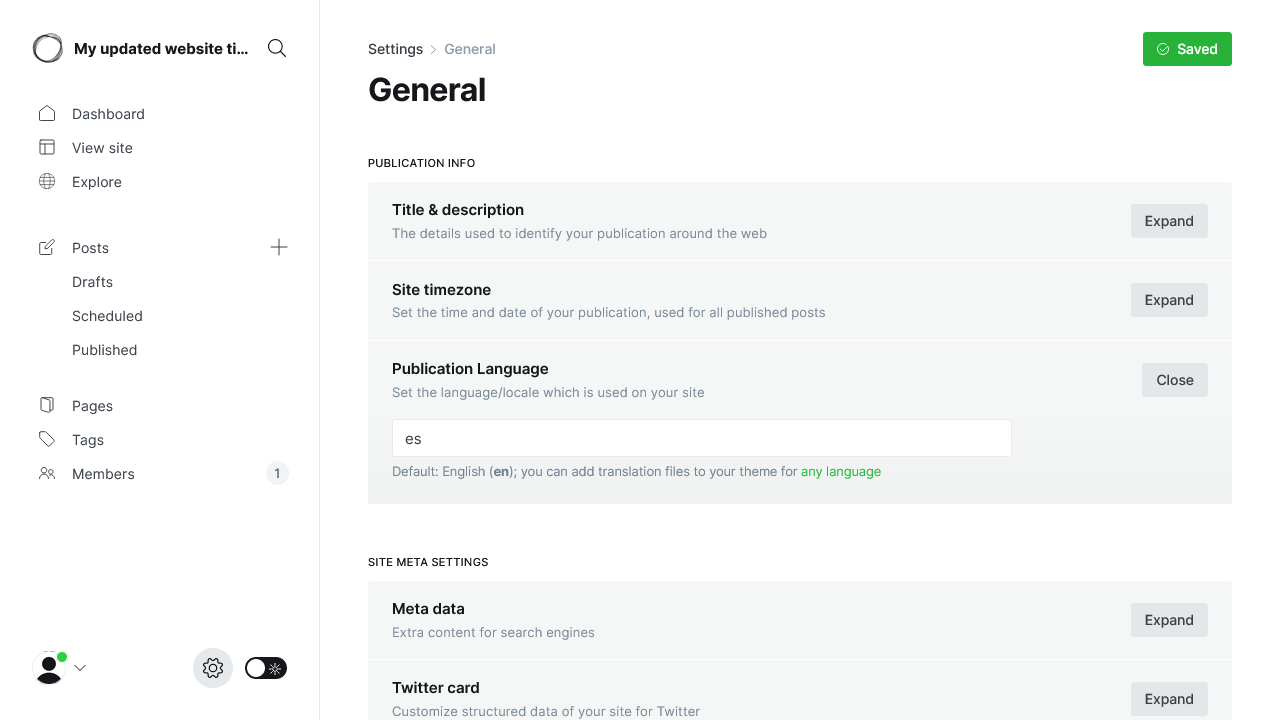 My updated website ti...
Dashboard
View site
Explore
Posts
Drafts
Scheduled
Published
Pages
Tags
Members
1
Settings
General
Saved
General
PUBLICATION INFO
Title & description
The details used to identify your publication around the web
Expand
Site timezone
Set the time and date of your publication, used for all published posts
Expand
Publication Language
Set the language/locale which is used on your site
Close
es
Default: English (en); you can add translation files to your theme for any language
SITE META SETTINGS
Meta data
Extra content for search engines
Expand
Twitter card
Customize structured data of your site for Twitter
Expand